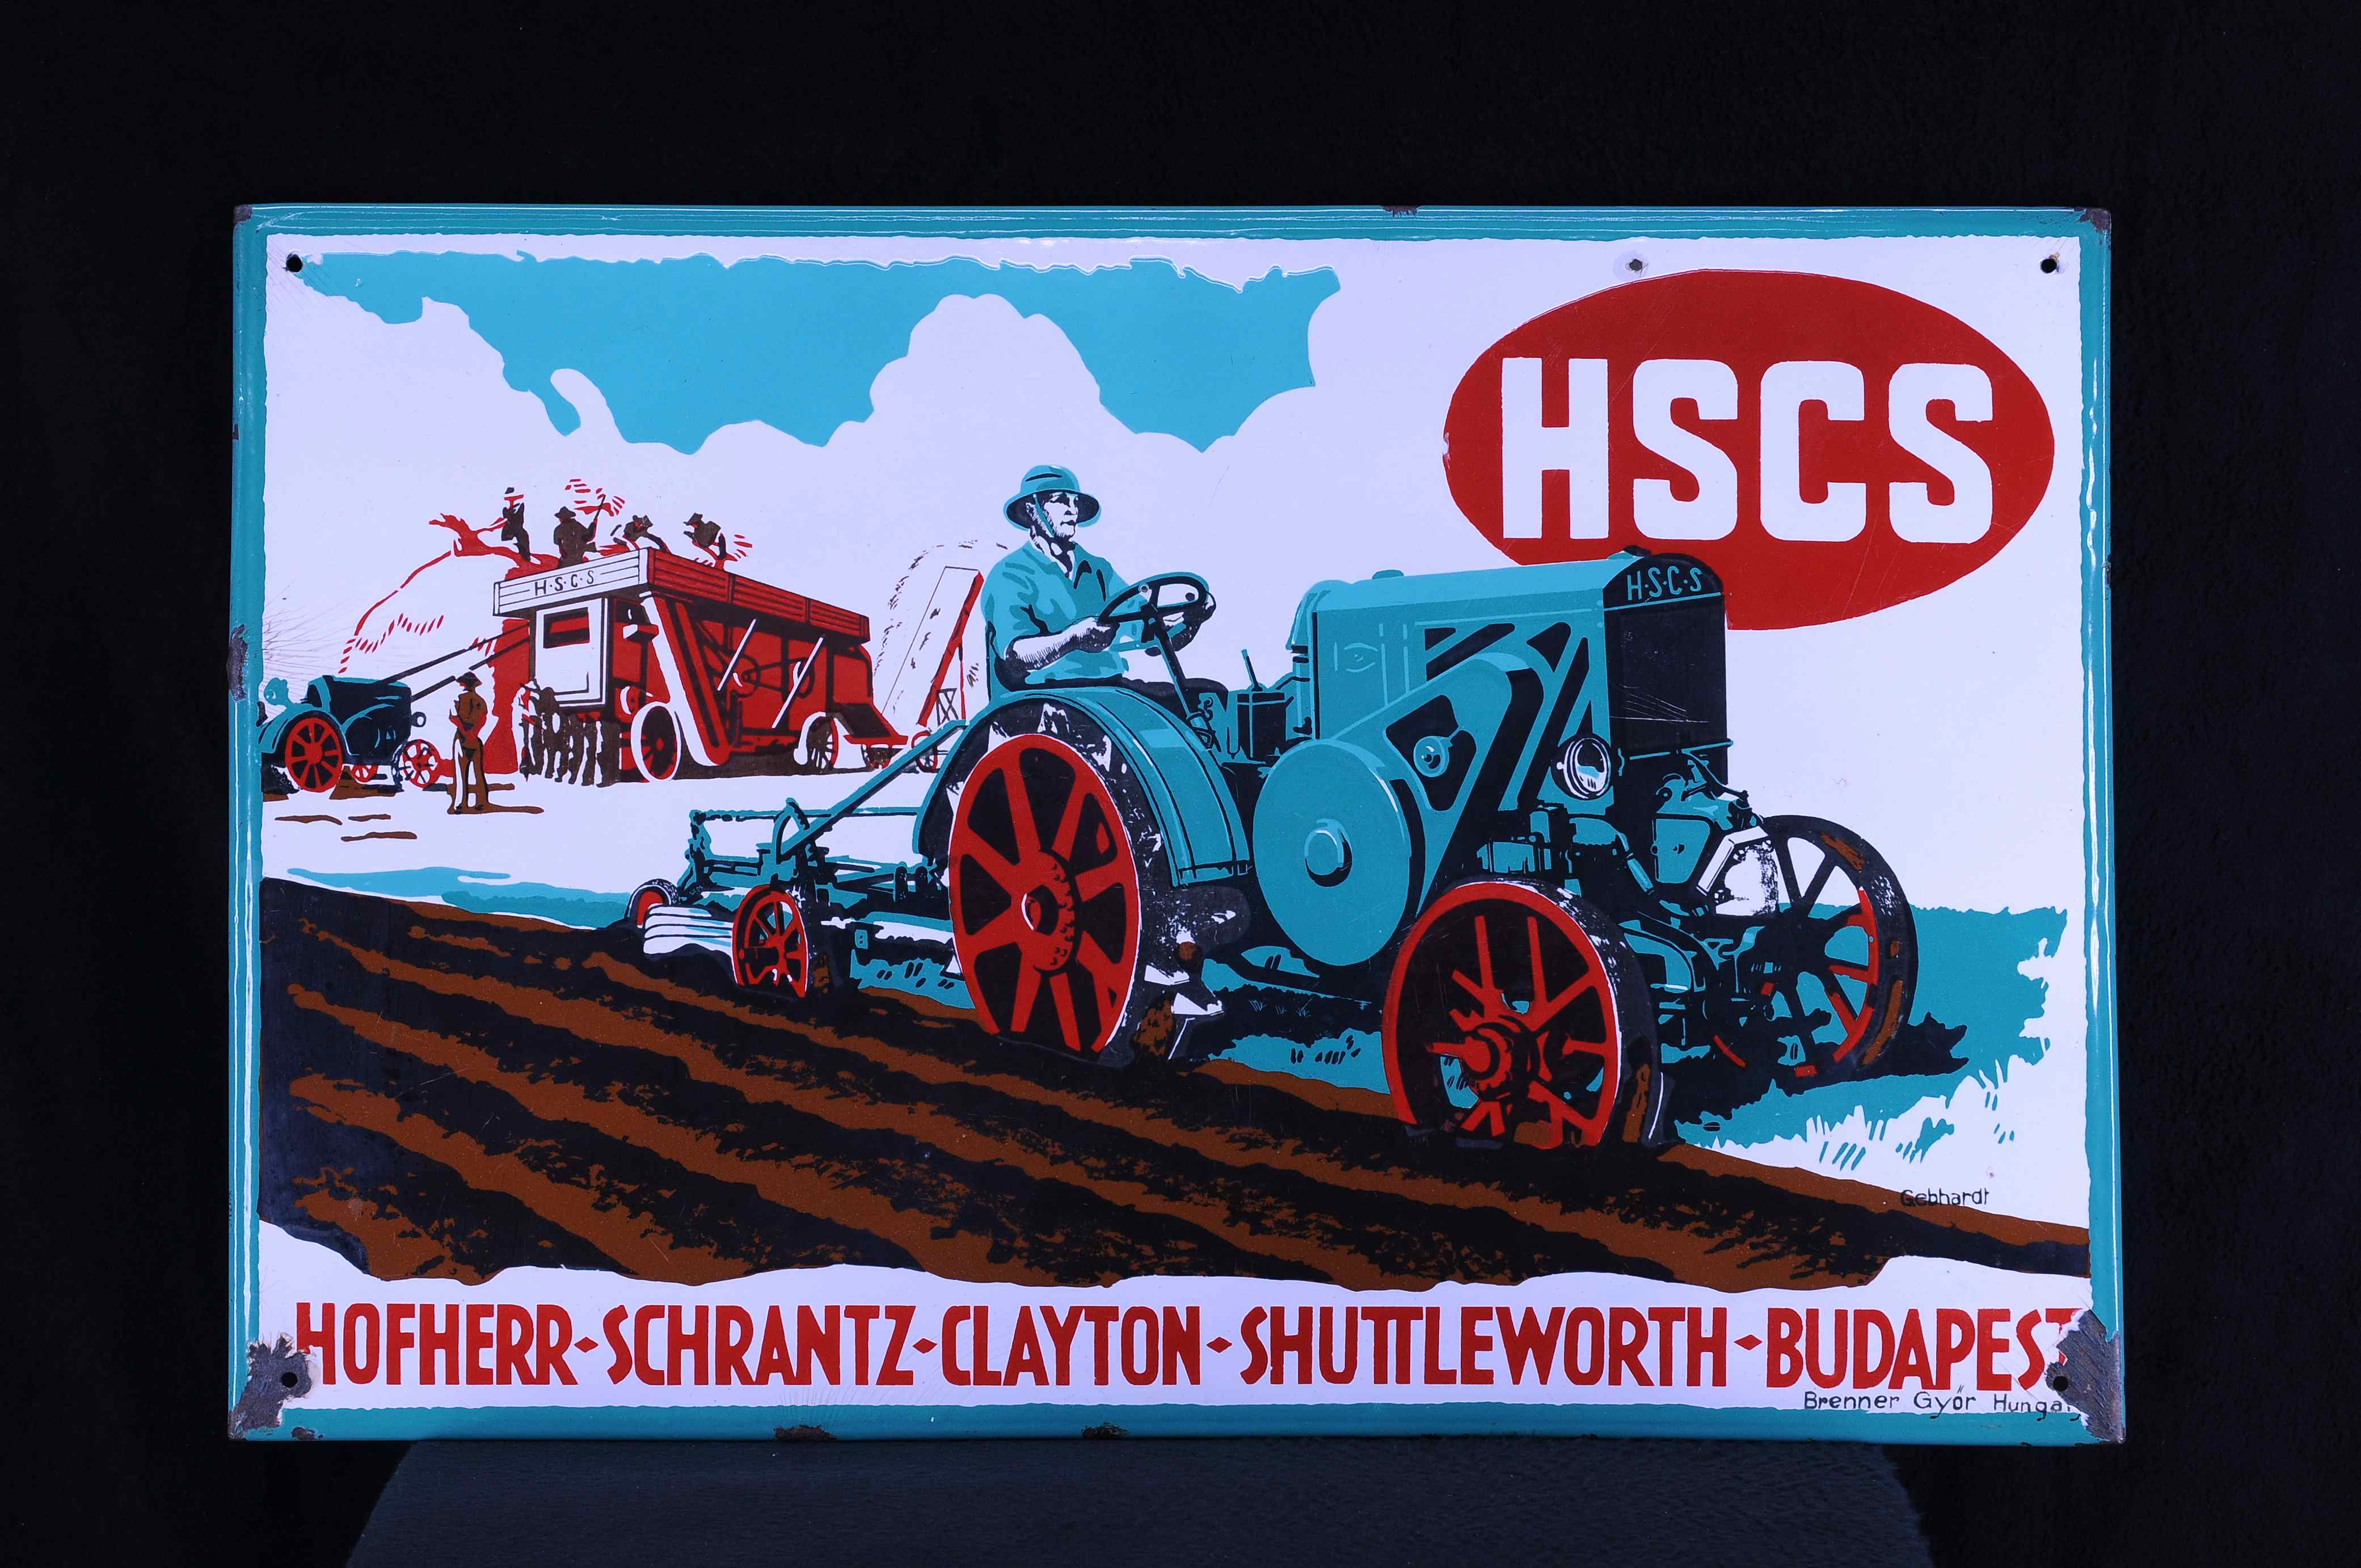 HSCS
H·S·C·S
H·S·C·S
Gebhardt
HOFHERR-SCHRANTZ-CLAYTON-SHUTTLEWORTH-BUDAPEST
Brenner Győr Hungary